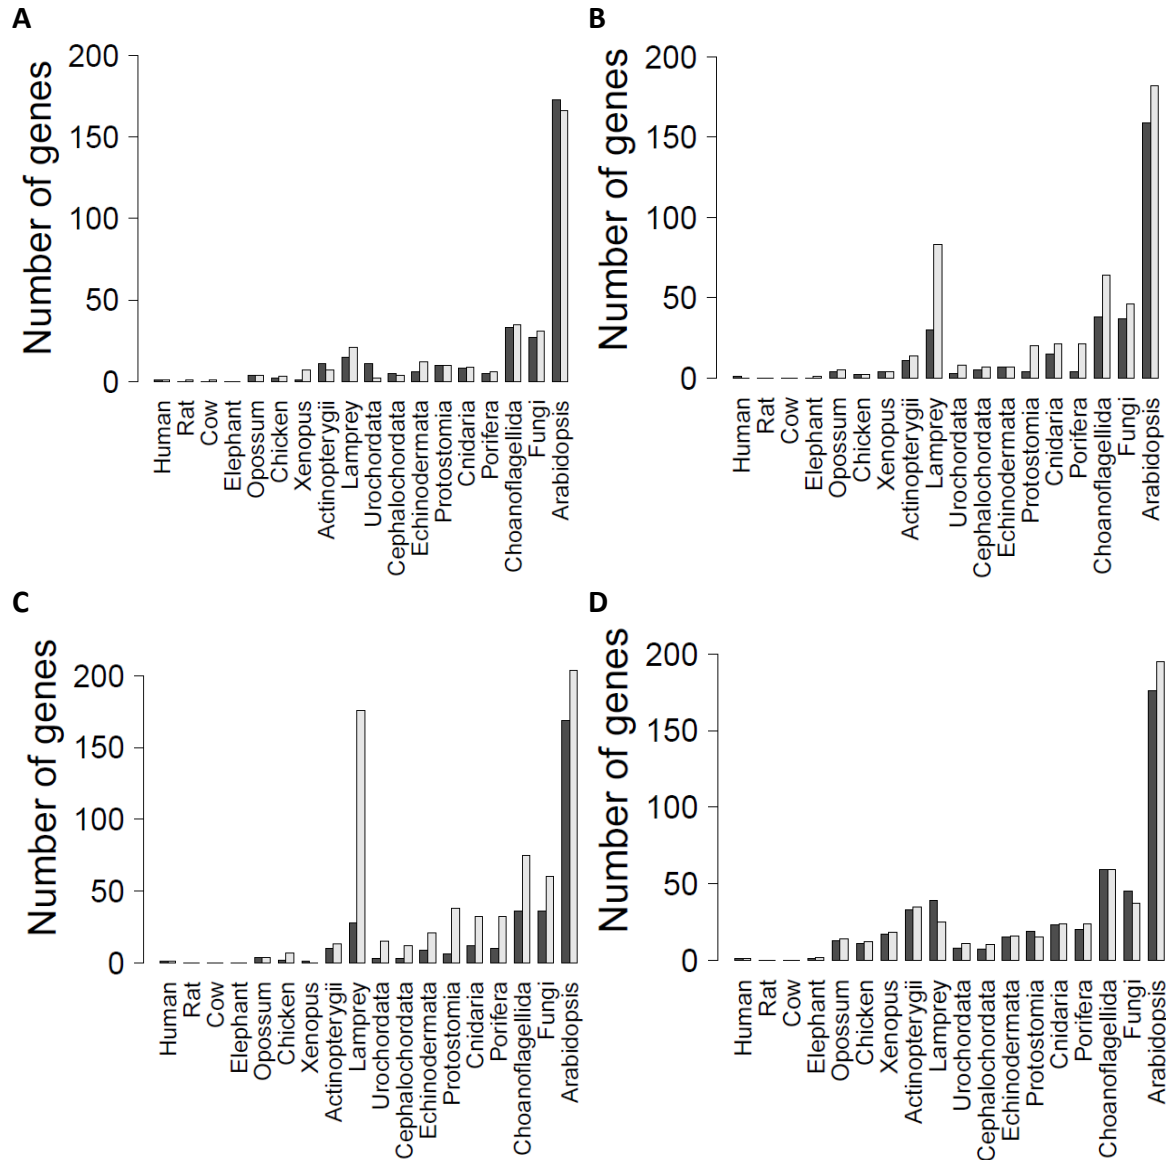 A
Number of genes
200
150
100
50
0
Human
Rat
Cow
Elephant
Opossum
Chicken
Xenopus
Actinopterygii
Lamprey
Urochordata
Cephalochordata
Echinodermata
Protostomia
Cnidaria
Porifera
Choanoflagellida
Fungi
Arabidopsis
B
Number of genes
200
150
100
50
0
Human
Rat
Cow
Elephant
Opossum
Chicken
Xenopus
Actinopterygii
Lamprey
Urochordata
Cephalochordata
Echinodermata
Protostomia
Cnidaria
Porifera
Choanoflagellida
Fungi
Arabidopsis
C
Number of genes
200
150
100
50
0
Human
Rat
Cow
Elephant
Opossum
Chicken
Xenopus
Actinopterygii
Lamprey
Urochordata
Cephalochordata
Echinodermata
Protostomia
Cnidaria
Porifera
Choanoflagellida
Fungi
Arabidopsis
D
Number of genes
200
150
100
50
0
Human
Rat
Cow
Elephant
Opossum
Chicken
Xenopus
Actinopterygii
Lamprey
Urochordata
Cephalochordata
Echinodermata
Protostomia
Cnidaria
Porifera
Choanoflagellida
Fungi
Arabidopsis